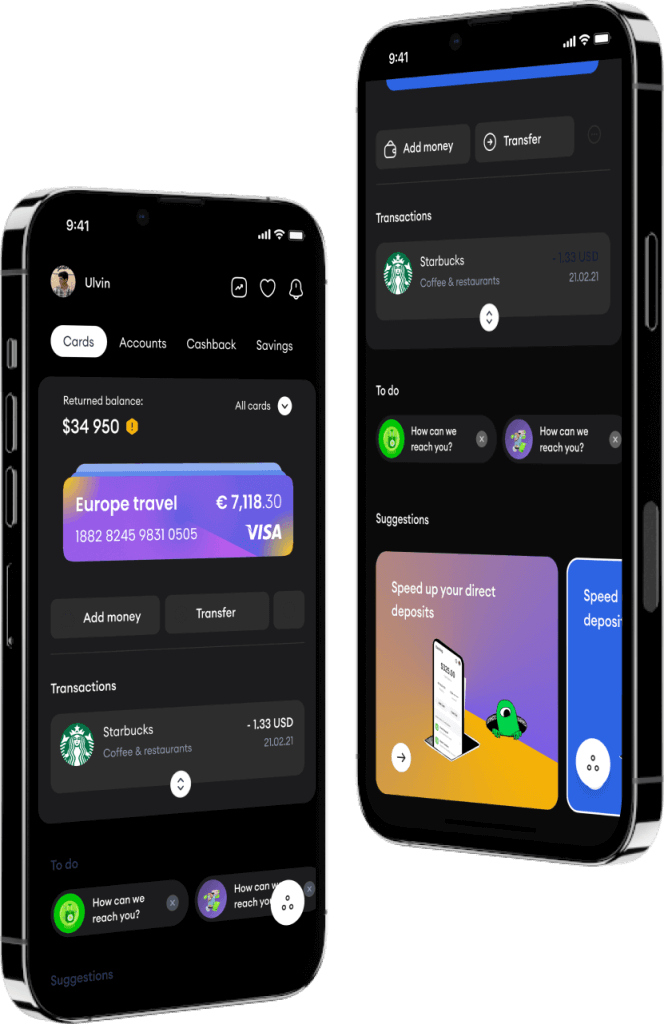 9:41
Ulvin
Cards Accounts Cashback Savings
Returned balance:
$34 950
All cards
Europe travel € 7,118.30
1882 8245 9831 0505 VISA
Add money Transfer
Transactions
Starbucks - 1.33 USD
Coffee & restaurants 21.02.21
To do
How can we
reach you?
How can we
reach you?
Suggestions
9:41
Add money Transfer
Transactions
Starbucks - 1.33 USD
Coffee & restaurants 21.02.21
To do
How can we
reach you?
How can we
reach you?
Suggestions
Speed up your direct
deposits
$525.00
Speed
deposi